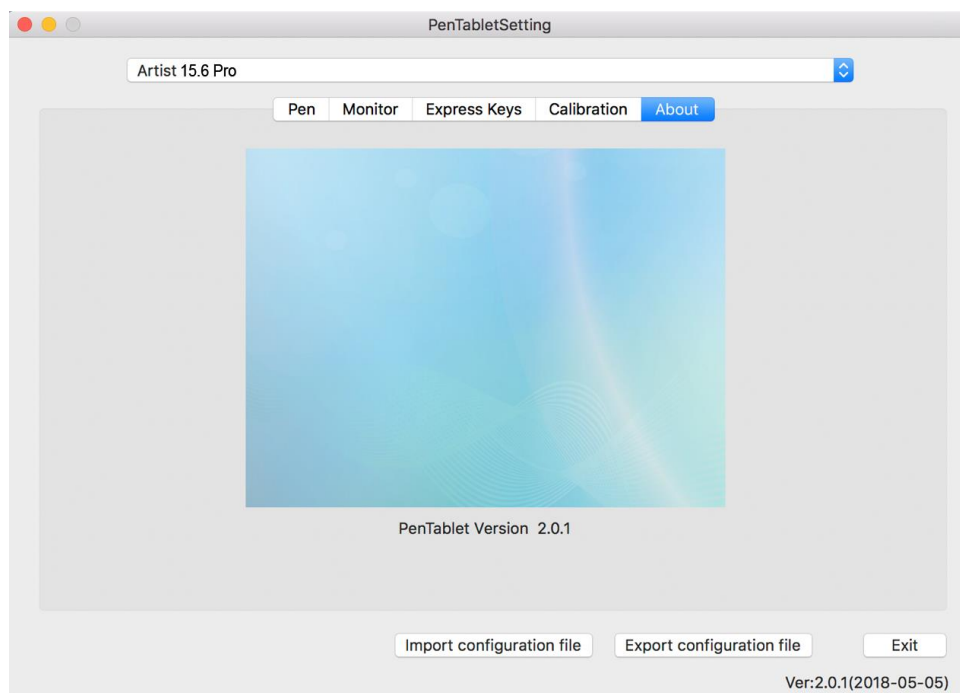 PenTabletSetting
Artist 15.6 Pro
Pen Monitor Express Keys Calibration About
PenTablet Version 2.0.1
Import configuration file Export configuration file Exit
Ver:2.0.1(2018-05-05)